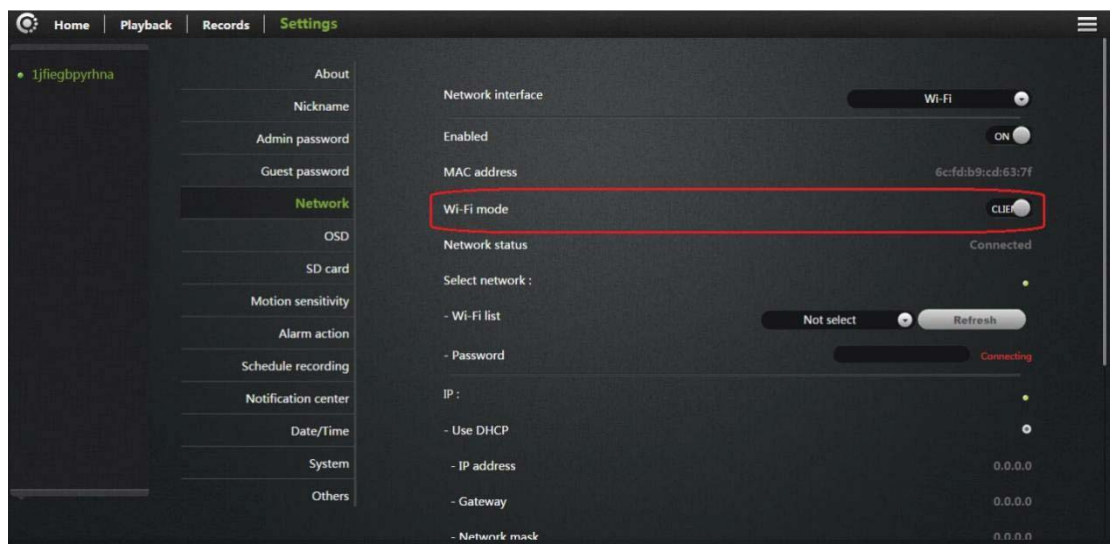 Home | Playback | Records | Settings
1jfiegbpyrhna
About
Nickname
Admin password
Guest password
Network
OSD
SD card
Motion sensitivity
Alarm action
Schedule recording
Notification center
Date/Time
System
Others
Network interface Wi-Fi
Enabled ON
MAC address 6c:fd:b9:cd:63:7f
Wi-Fi mode CLIE
Network status Connected
Select network :
- Wi-Fi list Not select Refresh
- Password Connecting
IP :
- Use DHCP
- IP address 0.0.0.0
- Gateway 0.0.0.0
- Network mask 0.0.0.0